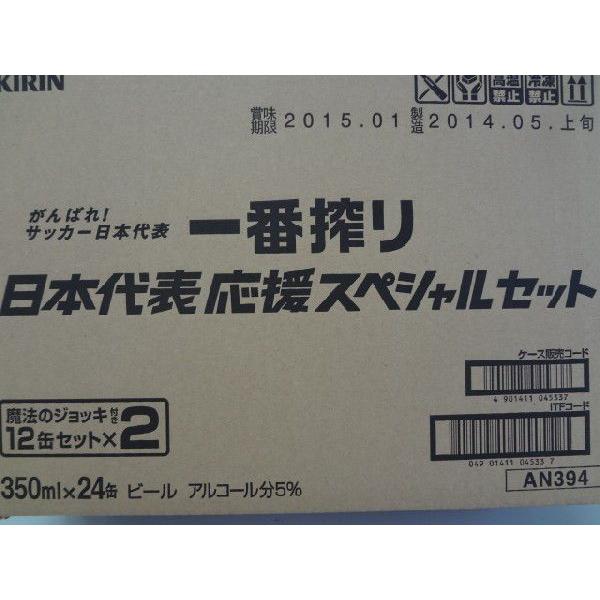 KIRIN
高温禁止 冷凍禁止
賞味期限 2015.01 製造 2014.05.上旬
がんばれ!
サッカー日本代表
一番搾り
日本代表応援スペシャルセット
ケース販売コード
4 901411 045337
ITFコード
049 01411 04533 7
魔法のジョッキ付き
12缶セット×2
350ml×24缶 ビール アルコール分5%
AN394